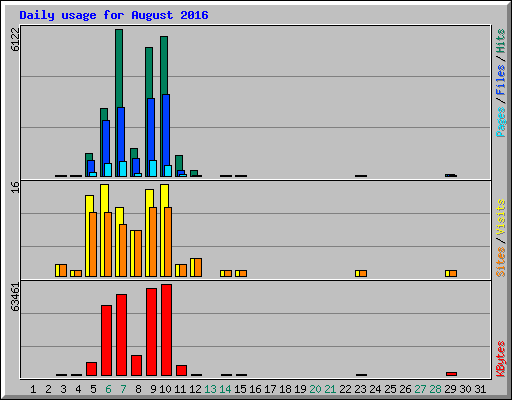 Daily usage for August 2016
6122
Pages/Files/Hits
16
Sites/Visits
63461
KBytes
1 2 3 4 5 6 7 8 9 10 11 12 13 14 15 16 17 18 19 20 21 22 23 24 25 26 27 28 29 30 31